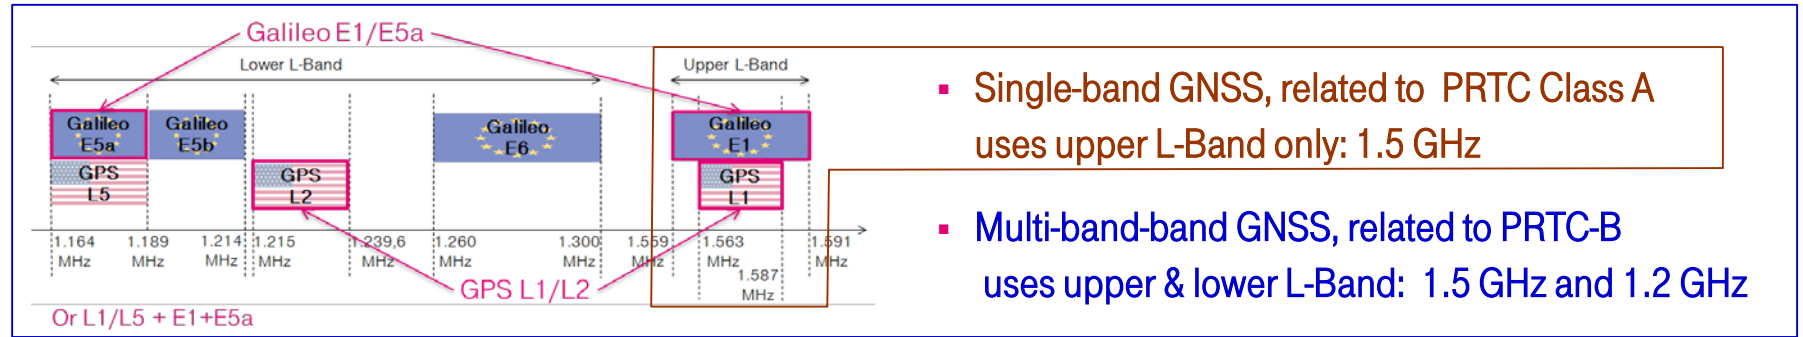 Galileo E1/E5a
Lower L-Band
Upper L-Band
Galileo
E5a
Galileo
E5b
Galileo
E6
Galileo
E1
GPS
L5
GPS
L2
GPS
L1
1.164
MHz
1.189
MHz
1.214
MHz
1.215
MHz
1.239,6
MHz
1.260
MHz
1.300
MHz
1.559
MHz
1.563
MHz
1.587
MHz
1.591
MHz
GPS L1/L2
Or L1/L5 + E1+E5a
▪ Single-band GNSS, related to PRTC Class A
uses upper L-Band only: 1.5 GHz
▪ Multi-band-band GNSS, related to PRTC-B
uses upper & lower L-Band: 1.5 GHz and 1.2 GHz